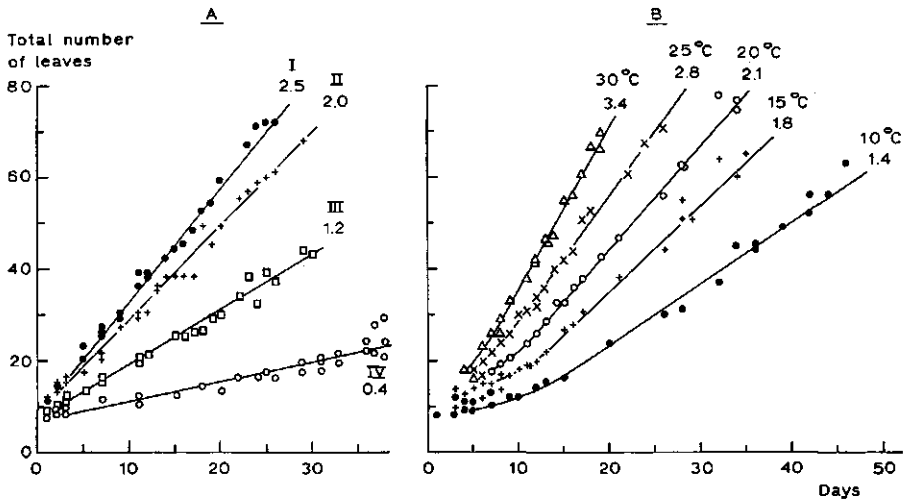 A
B
Total number
of leaves
I
2.5
II
2.0
III
1.2
IV
0.4
80
60
40
20
0
0 10 20 30
30 °C
3.4
25 °C
2.8
20 °C
2.1
15 °C
1.8
10 °C
1.4
0 10 20 30 40 50
Days